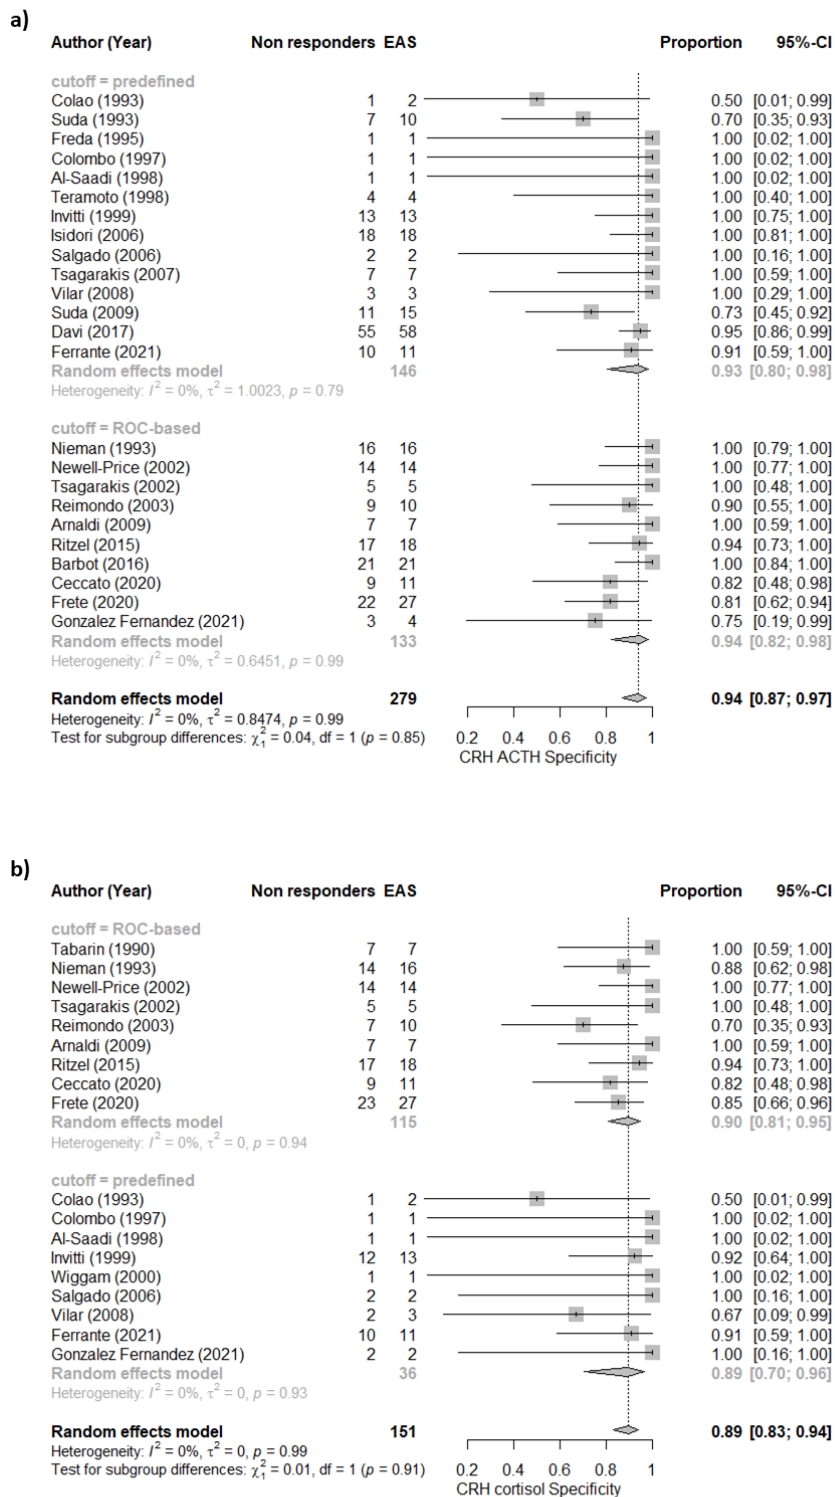 a)
Author (Year) Non responders EAS Proportion 95%-CI
cutoff = predefined
Colao (1993) 1 2 0.50 [0.01; 0.99]
Suda (1993) 7 10 0.70 [0.35; 0.93]
Freda (1995) 1 1 1.00 [0.02; 1.00]
Colombo (1997) 1 1 1.00 [0.02; 1.00]
Al-Saadi (1998) 1 1 1.00 [0.02; 1.00]
Teramoto (1998) 4 4 1.00 [0.40; 1.00]
Invitti (1999) 13 13 1.00 [0.75; 1.00]
Isidori (2006) 18 18 1.00 [0.81; 1.00]
Salgado (2006) 2 2 1.00 [0.16; 1.00]
Tsagarakis (2007) 7 7 1.00 [0.59; 1.00]
Vilar (2008) 3 3 1.00 [0.29; 1.00]
Suda (2009) 11 15 0.73 [0.45; 0.92]
Davi (2017) 55 58 0.95 [0.86; 0.99]
Ferrante (2021) 10 11 0.91 [0.59; 1.00]
Random effects model 146 0.93 [0.80; 0.98]
Heterogeneity: I² = 0%, τ² = 1.0023, p = 0.79
cutoff = ROC-based
Nieman (1993) 16 16 1.00 [0.79; 1.00]
Newell-Price (2002) 14 14 1.00 [0.77; 1.00]
Tsagarakis (2002) 5 5 1.00 [0.48; 1.00]
Reimondo (2003) 9 10 0.90 [0.55; 1.00]
Arnaldi (2009) 7 7 1.00 [0.59; 1.00]
Ritzel (2015) 17 18 0.94 [0.73; 1.00]
Barbot (2016) 21 21 1.00 [0.84; 1.00]
Ceccato (2020) 9 11 0.82 [0.48; 0.98]
Frete (2020) 22 27 0.81 [0.62; 0.94]
Gonzalez Fernandez (2021) 3 4 0.75 [0.19; 0.99]
Random effects model 133 0.94 [0.82; 0.98]
Heterogeneity: I² = 0%, τ² = 0.6451, p = 0.99
Random effects model 279 0.94 [0.87; 0.97]
Heterogeneity: I² = 0%, τ² = 0.8474, p = 0.99
Test for subgroup differences: χ₁² = 0.04, df = 1 (p = 0.85)
0.2 0.4 0.6 0.8 1
CRH ACTH Specificity
b)
Author (Year) Non responders EAS Proportion 95%-CI
cutoff = ROC-based
Tabarin (1990) 7 7 1.00 [0.59; 1.00]
Nieman (1993) 14 16 0.88 [0.62; 0.98]
Newell-Price (2002) 14 14 1.00 [0.77; 1.00]
Tsagarakis (2002) 5 5 1.00 [0.48; 1.00]
Reimondo (2003) 7 10 0.70 [0.35; 0.93]
Arnaldi (2009) 7 7 1.00 [0.59; 1.00]
Ritzel (2015) 17 18 0.94 [0.73; 1.00]
Ceccato (2020) 9 11 0.82 [0.48; 0.98]
Frete (2020) 23 27 0.85 [0.66; 0.96]
Random effects model 115 0.90 [0.81; 0.95]
Heterogeneity: I² = 0%, τ² = 0, p = 0.94
cutoff = predefined
Colao (1993) 1 2 0.50 [0.01; 0.99]
Colombo (1997) 1 1 1.00 [0.02; 1.00]
Al-Saadi (1998) 1 1 1.00 [0.02; 1.00]
Invitti (1999) 12 13 0.92 [0.64; 1.00]
Wiggam (2000) 1 1 1.00 [0.02; 1.00]
Salgado (2006) 2 2 1.00 [0.16; 1.00]
Vilar (2008) 2 3 0.67 [0.09; 0.99]
Ferrante (2021) 10 11 0.91 [0.59; 1.00]
Gonzalez Fernandez (2021) 2 2 1.00 [0.16; 1.00]
Random effects model 36 0.89 [0.70; 0.96]
Heterogeneity: I² = 0%, τ² = 0, p = 0.93
Random effects model 151 0.89 [0.83; 0.94]
Heterogeneity: I² = 0%, τ² = 0, p = 0.99
Test for subgroup differences: χ₁² = 0.01, df = 1 (p = 0.91)
0.2 0.4 0.6 0.8 1
CRH cortisol Specificity